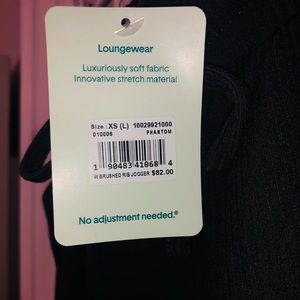 Loungewear
Luxuriously soft fabric
Innovative stretch material
Size : XS (L) 10029921000
010006 PHANTOM
1 90483 41068 4
W BRUSHED RIB JOGGER $82.00
No adjustment needed.®